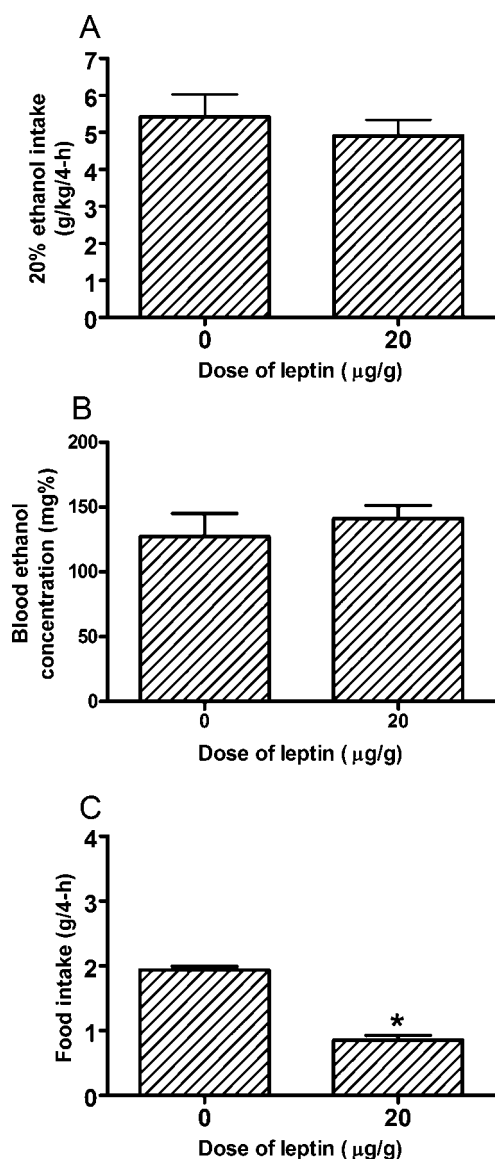 A
20% ethanol intake
(g/kg/4-h)
7
6
5
4
3
2
1
0
0 20
Dose of leptin ( μg/g)
B
Blood ethanol
concentration (mg%)
200
150
100
50
0
0 20
Dose of leptin ( μg/g)
C
Food intake (g/4-h)
4
3
2
1
0
*
0 20
Dose of leptin ( μg/g)